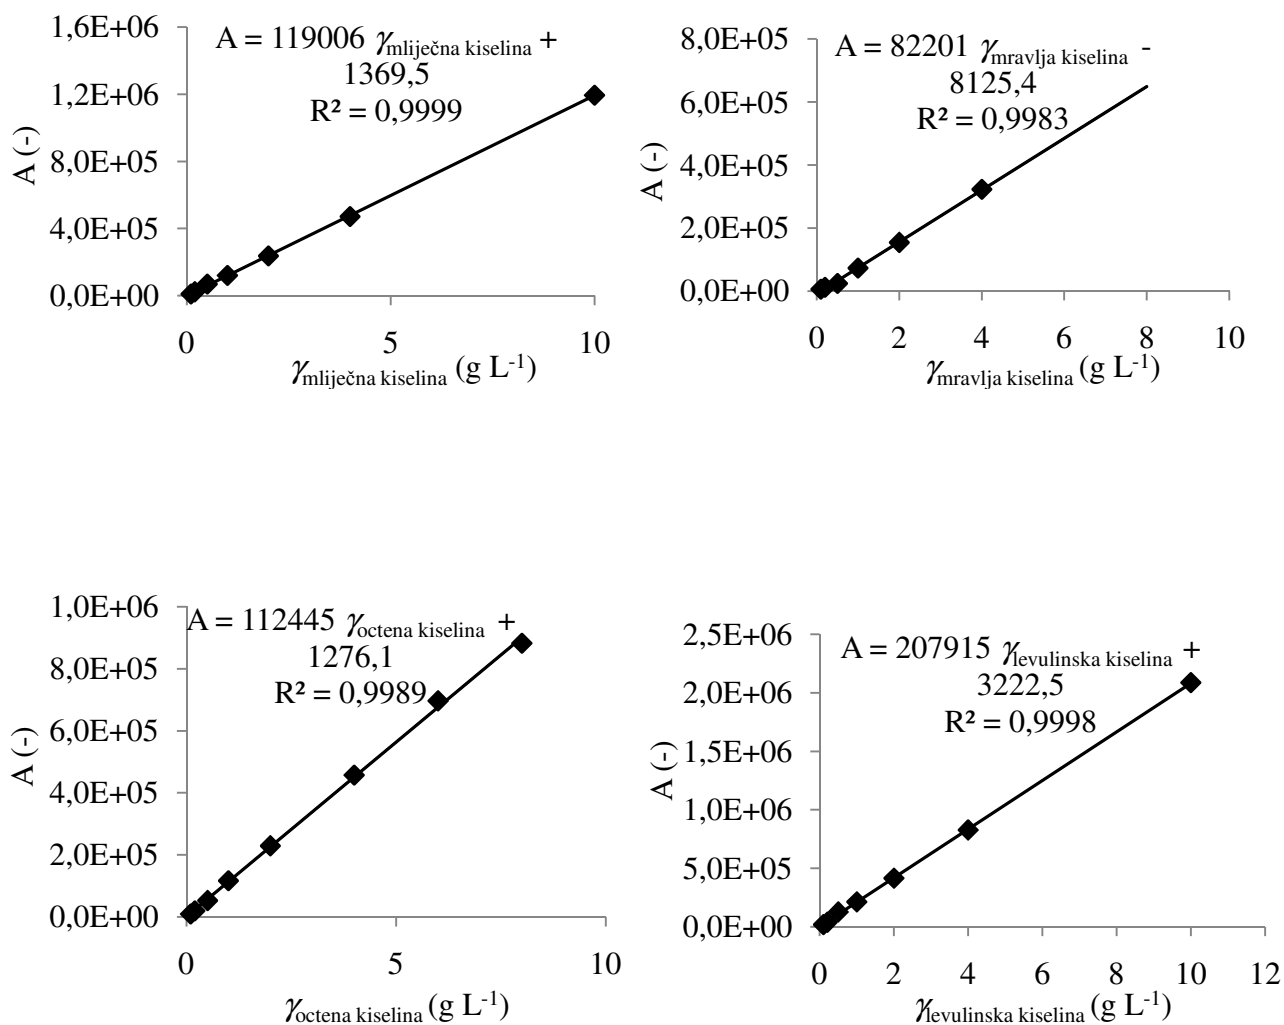 A = 119006 γmliječna kiselina +
1369,5
R² = 0,9999
1,6E+06
1,2E+06
8,0E+05
4,0E+05
0,0E+00
A (-)
0 5 10
γmliječna kiselina (g L-1)
A = 82201 γmravlja kiselina -
8125,4
R² = 0,9983
8,0E+05
6,0E+05
4,0E+05
2,0E+05
0,0E+00
A (-)
0 2 4 6 8 10
γmravlja kiselina (g L-1)
A = 112445 γoctena kiselina +
1276,1
R² = 0,9989
1,0E+06
8,0E+05
6,0E+05
4,0E+05
2,0E+05
0,0E+00
A (-)
0 5 10
γoctena kiselina (g L-1)
A = 207915 γlevulinska kiselina +
3222,5
R² = 0,9998
2,5E+06
2,0E+06
1,5E+06
1,0E+06
5,0E+05
0,0E+00
A (-)
0 2 4 6 8 10 12
γlevulinska kiselina (g L-1)